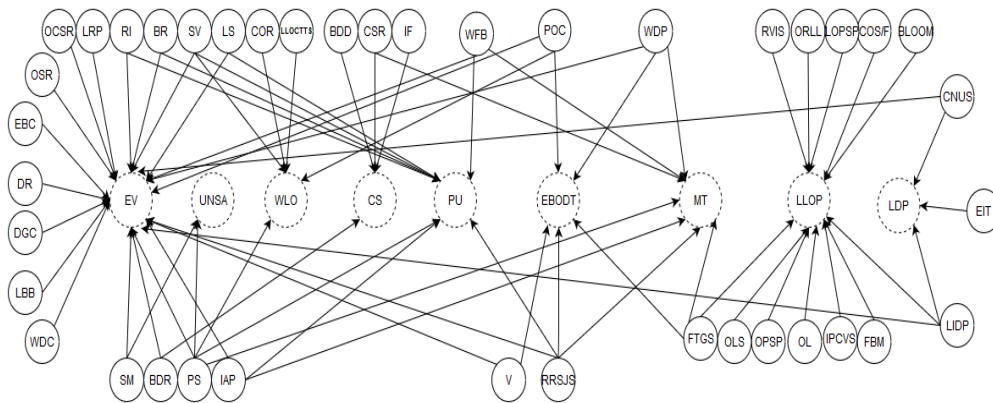 OCSR LRP RI BR SV LS COR LLOCTTS BDD CSR IF WFB POC WDP RVIS ORLL LOPSP COS/F BLOOM
OSR
CNUS
EBC
DR
EV UNSA WLO CS PU EBODT MT LLOP LDP EIT
DGC
LBB
WDC FTGS OLS OPSP OL IPCVS FBM LIDP
SM BDR PS IAP V RRSJS